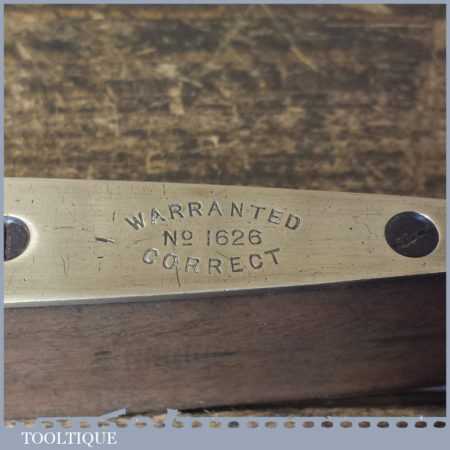 WARRANTED
No 1626
CORRECT
TOOLTIQUE